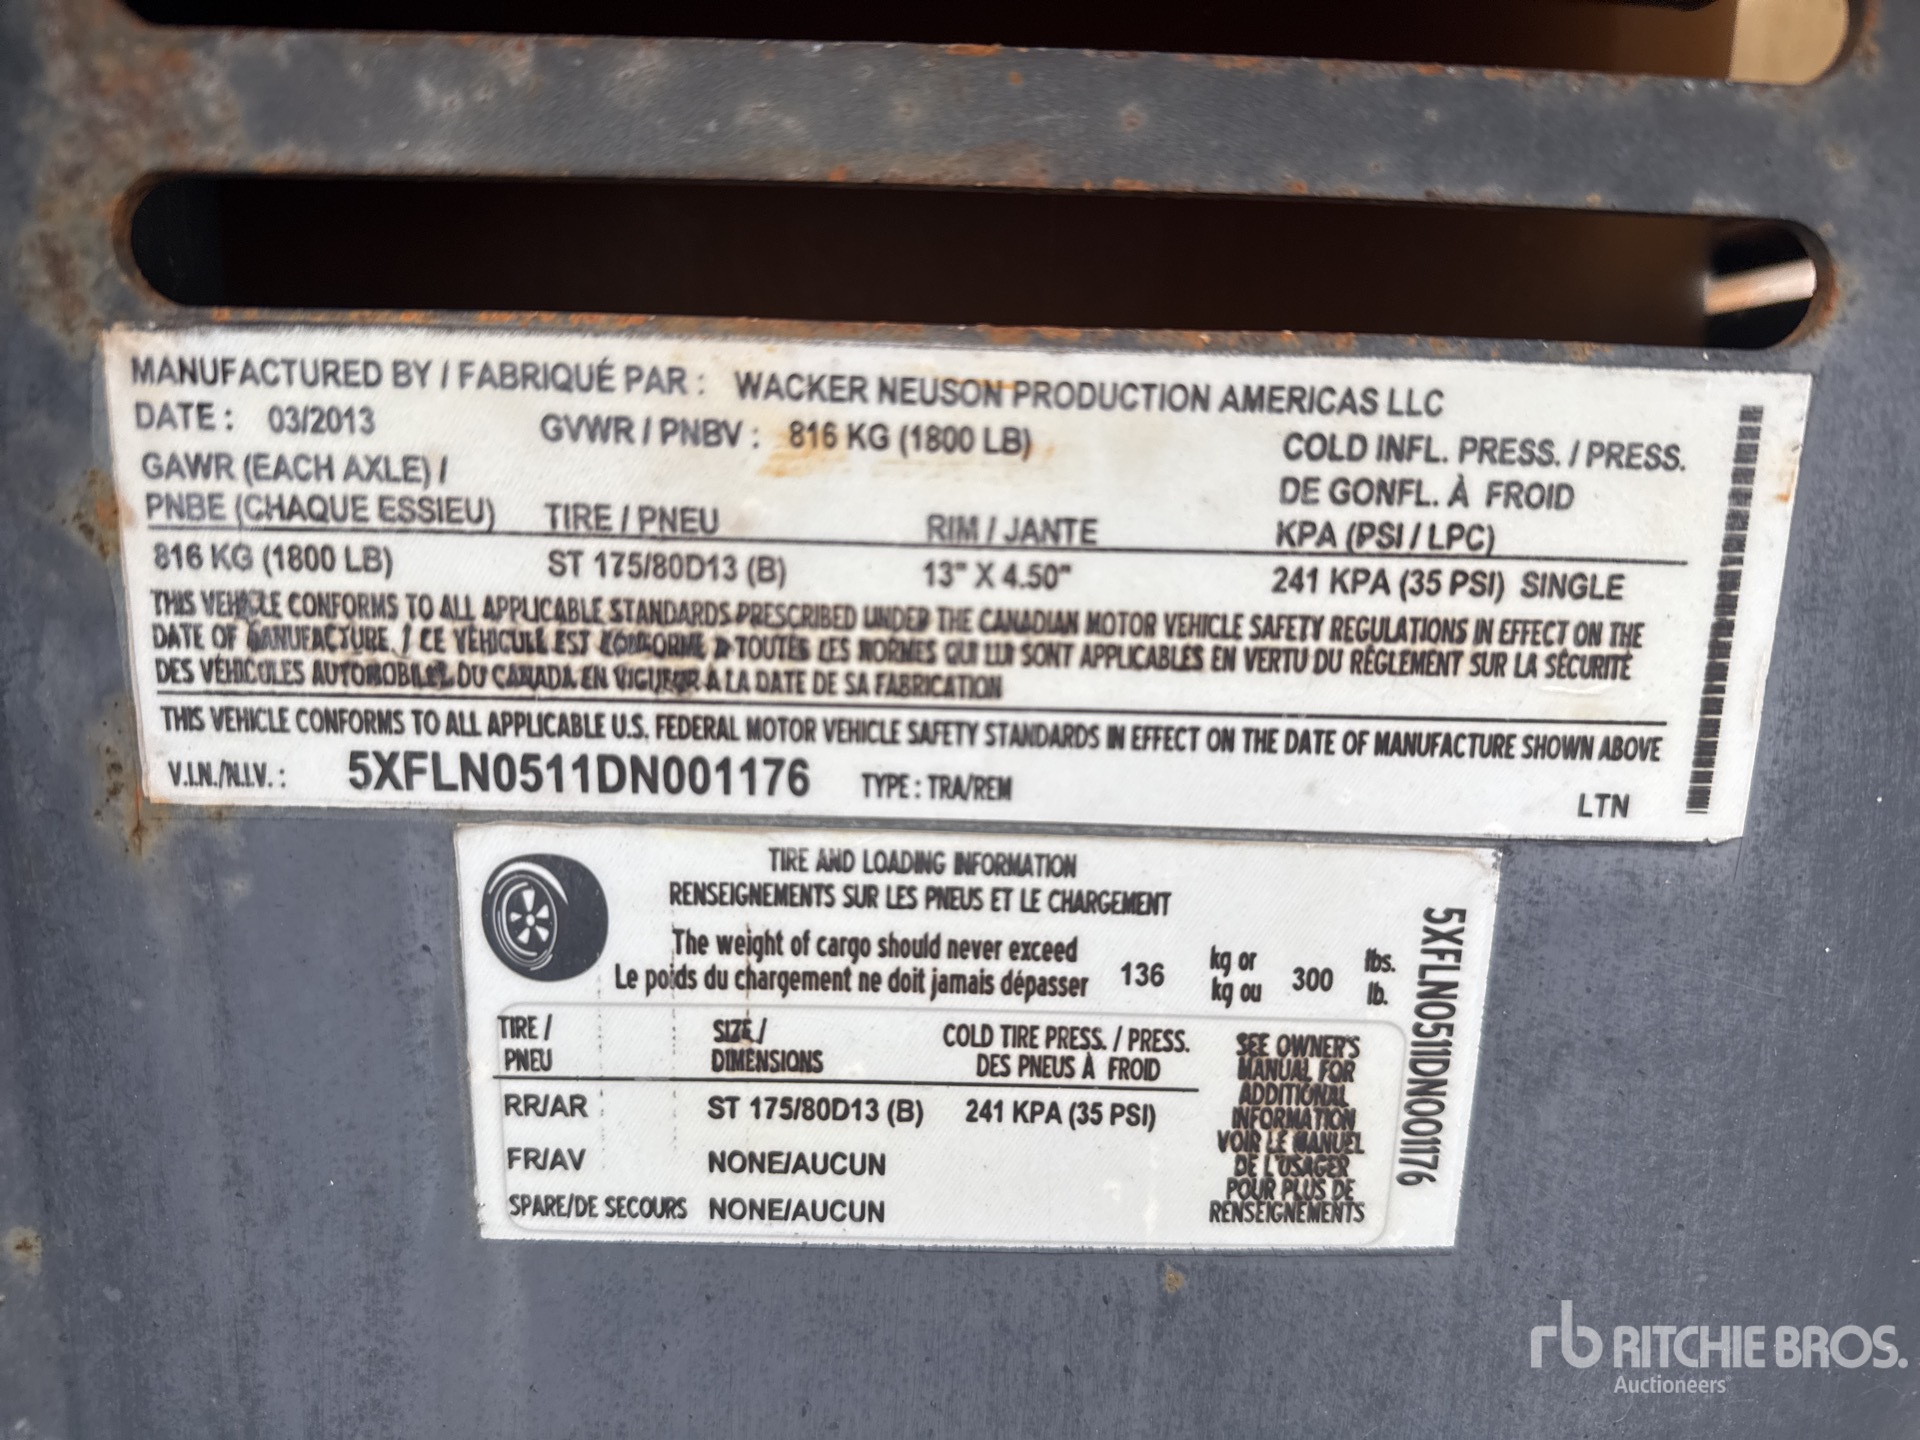 MANUFACTURED BY / FABRIQUÉ PAR : WACKER NEUSON PRODUCTION AMERICAS LLC
DATE : 03/2013 GVWR / PNBV : 816 KG (1800 LB)
COLD INFL. PRESS. / PRESS.
DE GONFL. À FROID
KPA (PSI / LPC)
GAWR (EACH AXLE) /
PNBE (CHAQUE ESSIEU) TIRE / PNEU RIM / JANTE
816 KG (1800 LB) ST 175/80D13 (B) 13" X 4.50" 241 KPA (35 PSI) SINGLE
THIS VEHICLE CONFORMS TO ALL APPLICABLE STANDARDS PRESCRIBED UNDER THE CANADIAN MOTOR VEHICLE SAFETY REGULATIONS IN EFFECT ON THE
DATE OF MANUFACTURE. / CE VÉHICULE EST CONFORME À TOUTES LES NORMES QUI LUI SONT APPLICABLES EN VERTU DU RÈGLEMENT SUR LA SÉCURITÉ
DES VÉHICULES AUTOMOBILES DU CANADA EN VIGUEUR À LA DATE DE SA FABRICATION
THIS VEHICLE CONFORMS TO ALL APPLICABLE U.S. FEDERAL MOTOR VEHICLE SAFETY STANDARDS IN EFFECT ON THE DATE OF MANUFACTURE SHOWN ABOVE
V.I.N./N.I.V. : 5XFLN0511DN001176 TYPE : TRA/REM LTN
TIRE AND LOADING INFORMATION
RENSEIGNEMENTS SUR LES PNEUS ET LE CHARGEMENT
The weight of cargo should never exceed
Le poids du chargement ne doit jamais dépasser 136 kg or
kg ou 300 lbs.
lb.
TIRE /
PNEU
SIZE /
DIMENSIONS
COLD TIRE PRESS. / PRESS.
DES PNEUS À FROID
RR/AR ST 175/80D13 (B) 241 KPA (35 PSI)
FR/AV NONE/AUCUN
SPARE/DE SECOURS NONE/AUCUN
SEE OWNER'S
MANUAL FOR
ADDITIONAL
INFORMATION
VOIR LE MANUEL
DE L'USAGER
POUR PLUS DE
RENSEIGNEMENTS
5XFLN0511DN001176
rb RITCHIE BROS.
Auctioneers